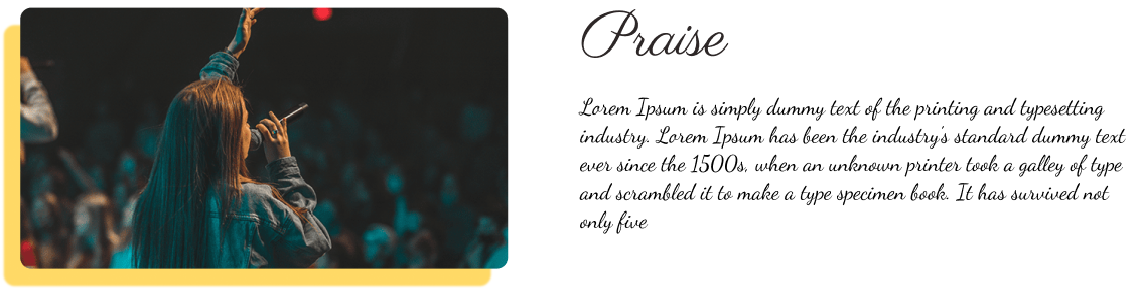 Praise
Lorem Ipsum is simply dummy text of the printing and typesetting
industry. Lorem Ipsum has been the industry's standard dummy text
ever since the 1500s, when an unknown printer took a galley of type
and scrambled it to make a type specimen book. It has survived not
only five